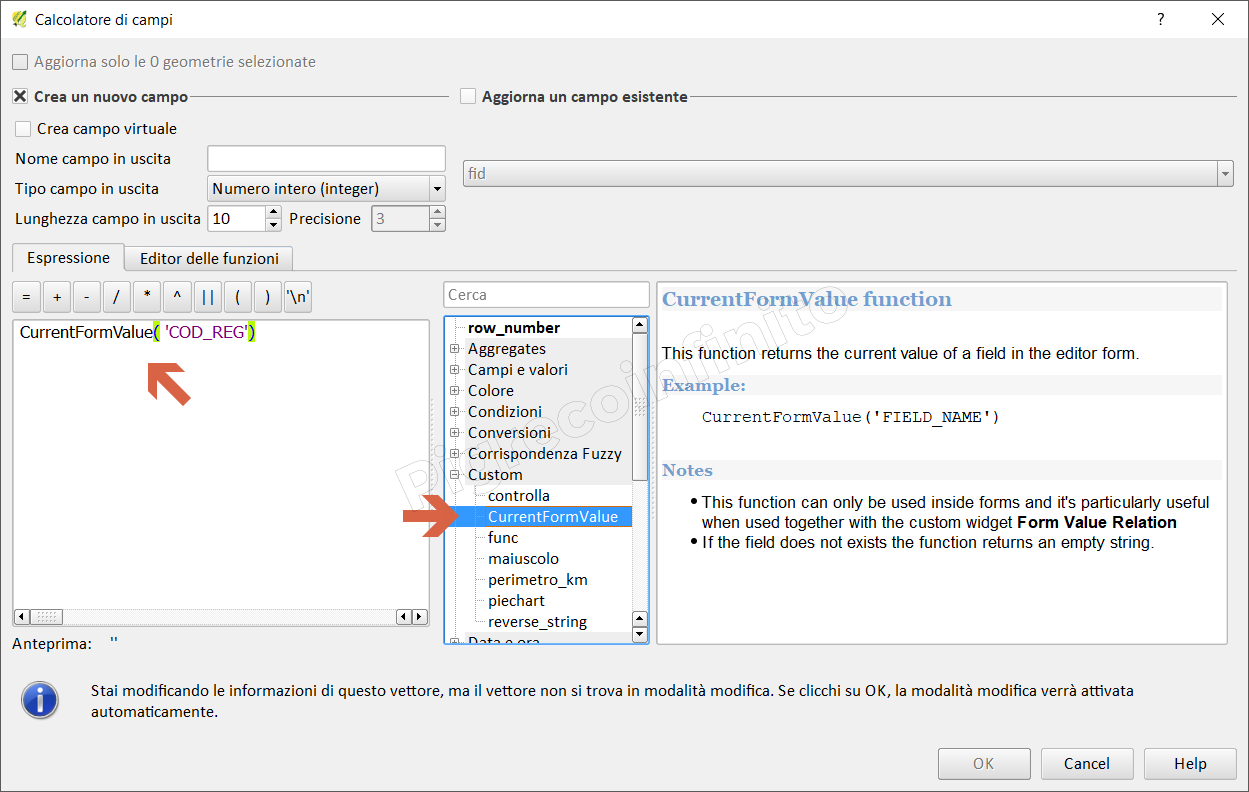 Calcolatore di campi
?
Aggiorna solo le 0 geometrie selezionate
Crea un nuovo campo
Aggiorna un campo esistente
Crea campo virtuale
Nome campo in uscita
fid
Tipo campo in uscita
Numero intero (integer)
Lunghezza campo in uscita
10
Precisione
3
Espressione
Editor delle funzioni
= + - / * ^ || ( ) '\n'
CurrentFormValue( 'COD_REG')
Cerca
row_number
Aggregates
Campi e valori
Colore
Condizioni
Conversioni
Corrispondenza Fuzzy
Custom
controlla
CurrentFormValue
func
maiuscolo
perimetro_km
piechart
reverse_string
Data e ora
CurrentFormValue function
This function returns the current value of a field in the editor form.
Example:
CurrentFormValue('FIELD_NAME')
Notes
• This function can only be used inside forms and it's particularly useful
when used together with the custom widget Form Value Relation
• If the field does not exists the function returns an empty string.
Pigrecoinfinito
Anteprima: ''
Stai modificando le informazioni di questo vettore, ma il vettore non si trova in modalità modifica. Se clicchi su OK, la modalità modifica verrà attivata
automaticamente.
OK
Cancel
Help